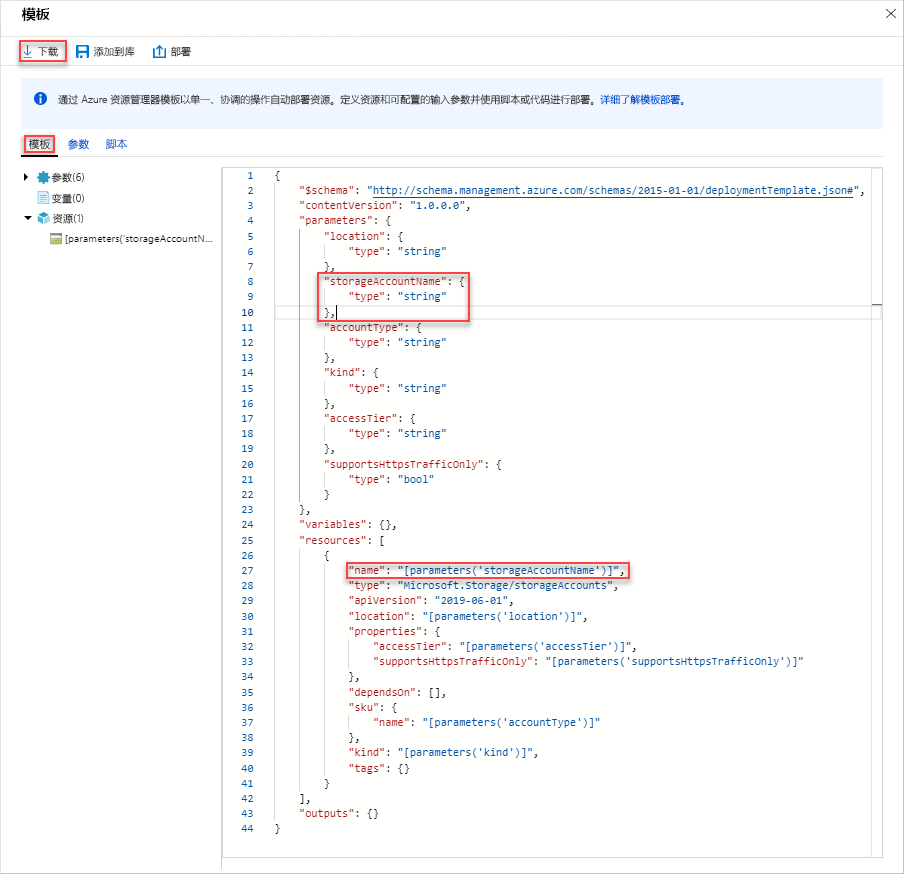 模板
下载 添加到库 部署
通过 Azure 资源管理器模板以单一、协调的操作自动部署资源。定义资源和可配置的输入参数并使用脚本或代码进行部署。详细了解模板部署。
模板 参数 脚本
参数(6)
变量(0)
资源(1)
[parameters('storageAccountN...
1 {
2 "$schema": "http://schema.management.azure.com/schemas/2015-01-01/deploymentTemplate.json#",
3 "contentVersion": "1.0.0.0",
4 "parameters": {
5 "location": {
6 "type": "string"
7 },
8 "storageAccountName": {
9 "type": "string"
10 },
11 "accountType": {
12 "type": "string"
13 },
14 "kind": {
15 "type": "string"
16 },
17 "accessTier": {
18 "type": "string"
19 },
20 "supportsHttpsTrafficOnly": {
21 "type": "bool"
22 }
23 },
24 "variables": {},
25 "resources": [
26 {
27 "name": "[parameters('storageAccountName')]",
28 "type": "Microsoft.Storage/storageAccounts",
29 "apiVersion": "2019-06-01",
30 "location": "[parameters('location')]",
31 "properties": {
32 "accessTier": "[parameters('accessTier')]",
33 "supportsHttpsTrafficOnly": "[parameters('supportsHttpsTrafficOnly')]"
34 },
35 "dependsOn": [],
36 "sku": {
37 "name": "[parameters('accountType')]"
38 },
39 "kind": "[parameters('kind')]",
40 "tags": {}
41 }
42 ],
43 "outputs": {}
44 }